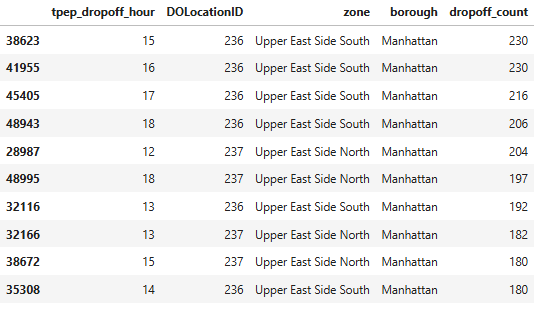 tpep_dropoff_hour DOLocationID zone borough dropoff_count
38623 15 236 Upper East Side South Manhattan 230
41955 16 236 Upper East Side South Manhattan 230
45405 17 236 Upper East Side South Manhattan 216
48943 18 236 Upper East Side South Manhattan 206
28987 12 237 Upper East Side North Manhattan 204
48995 18 237 Upper East Side North Manhattan 197
32116 13 236 Upper East Side South Manhattan 192
32166 13 237 Upper East Side North Manhattan 182
38672 15 237 Upper East Side North Manhattan 180
35308 14 236 Upper East Side South Manhattan 180